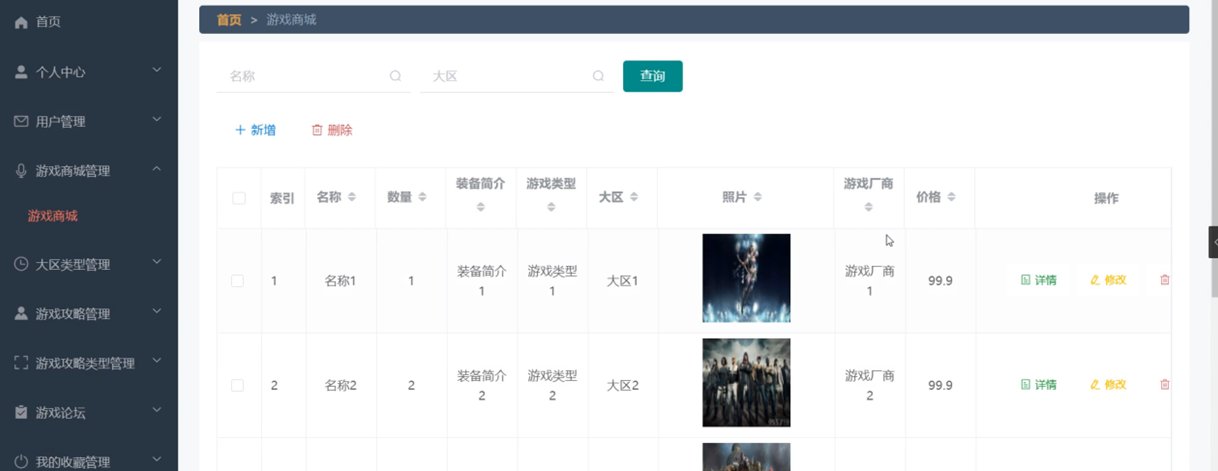 首页
个人中心
用户管理
游戏商城管理
游戏商城
大区类型管理
游戏攻略管理
游戏攻略类型管理
游戏论坛
我的收藏管理
首页 > 游戏商城
名称 大区 查询
+ 新增 删除
索引 名称 数量 装备简介 游戏类型 大区 照片 游戏厂商 价格 操作
1 名称1 1 装备简介1 游戏类型1 大区1 游戏厂商1 99.9 详情 修改
2 名称2 2 装备简介2 游戏类型2 大区2 游戏厂商2 99.9 详情 修改